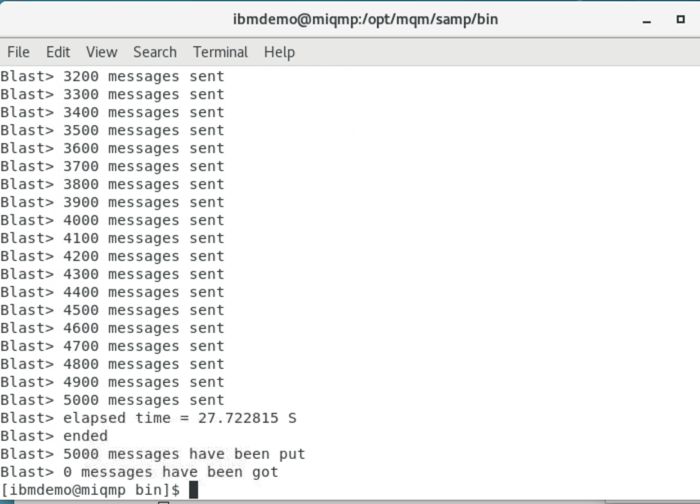 ibmdemo@miqmp:/opt/mqm/samp/bin
File Edit View Search Terminal Help
Blast> 3200 messages sent
Blast> 3300 messages sent
Blast> 3400 messages sent
Blast> 3500 messages sent
Blast> 3600 messages sent
Blast> 3700 messages sent
Blast> 3800 messages sent
Blast> 3900 messages sent
Blast> 4000 messages sent
Blast> 4100 messages sent
Blast> 4200 messages sent
Blast> 4300 messages sent
Blast> 4400 messages sent
Blast> 4500 messages sent
Blast> 4600 messages sent
Blast> 4700 messages sent
Blast> 4800 messages sent
Blast> 4900 messages sent
Blast> 5000 messages sent
Blast> elapsed time = 27.722815 S
Blast> ended
Blast> 5000 messages have been put
Blast> 0 messages have been got
[ibmdemo@miqmp bin]$